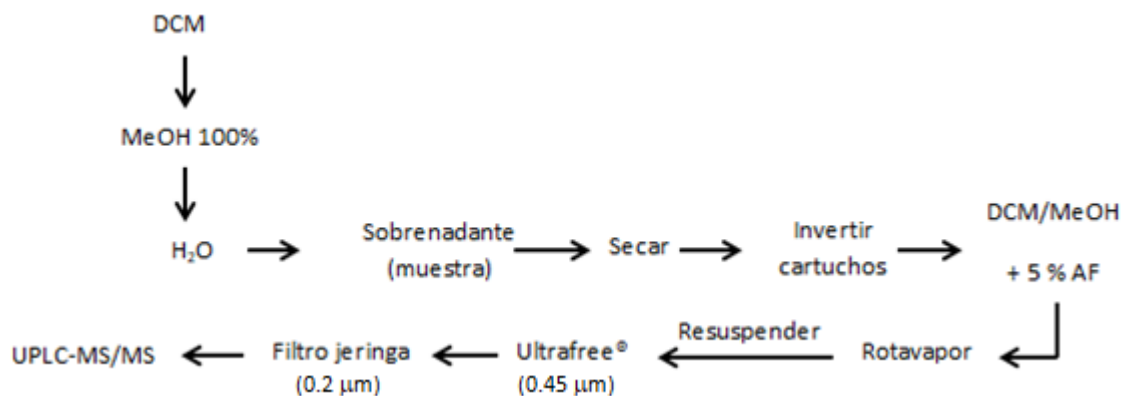 DCM
MeOH 100%
H₂O
Sobrenadante
(muestra)
Secar
Invertir
cartuchos
DCM/MeOH
+ 5 % AF
Rotavapor
Resuspender
Ultrafree®
(0.45 µm)
Filtro jeringa
(0.2 µm)
UPLC-MS/MS